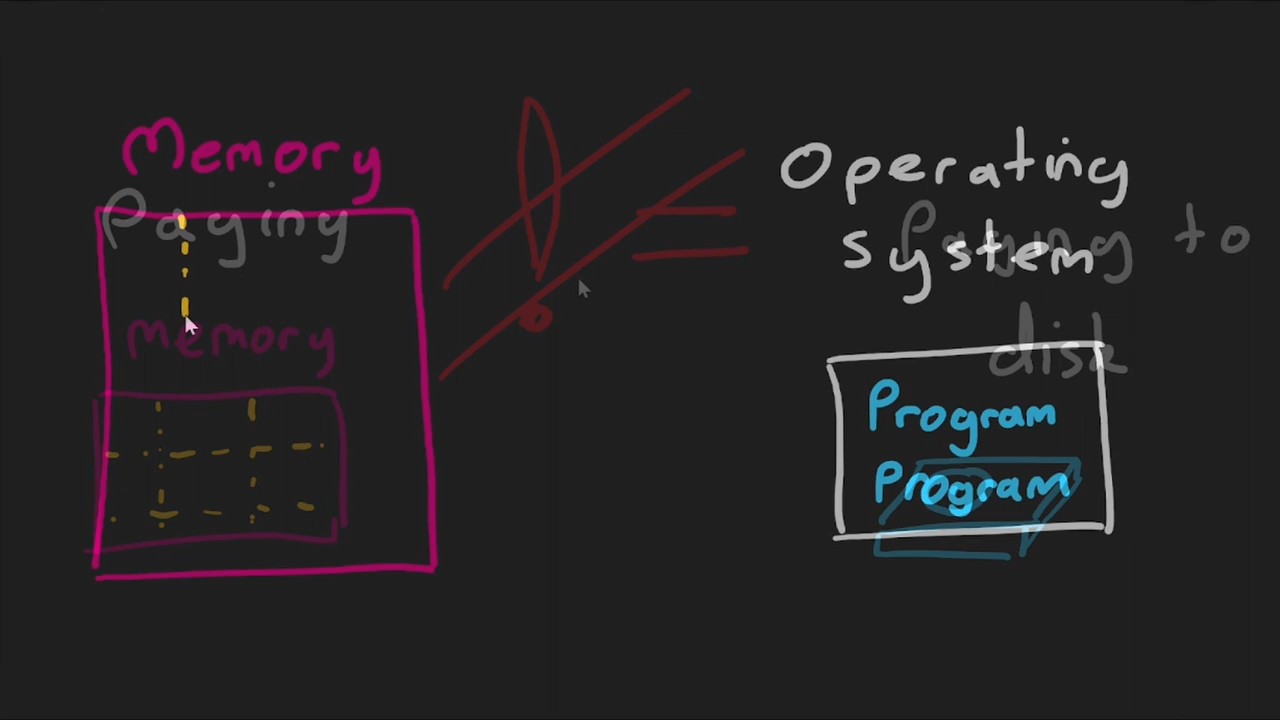 Memory
Paging
Memory
Operating
System
Paging to
disk
Program
Program